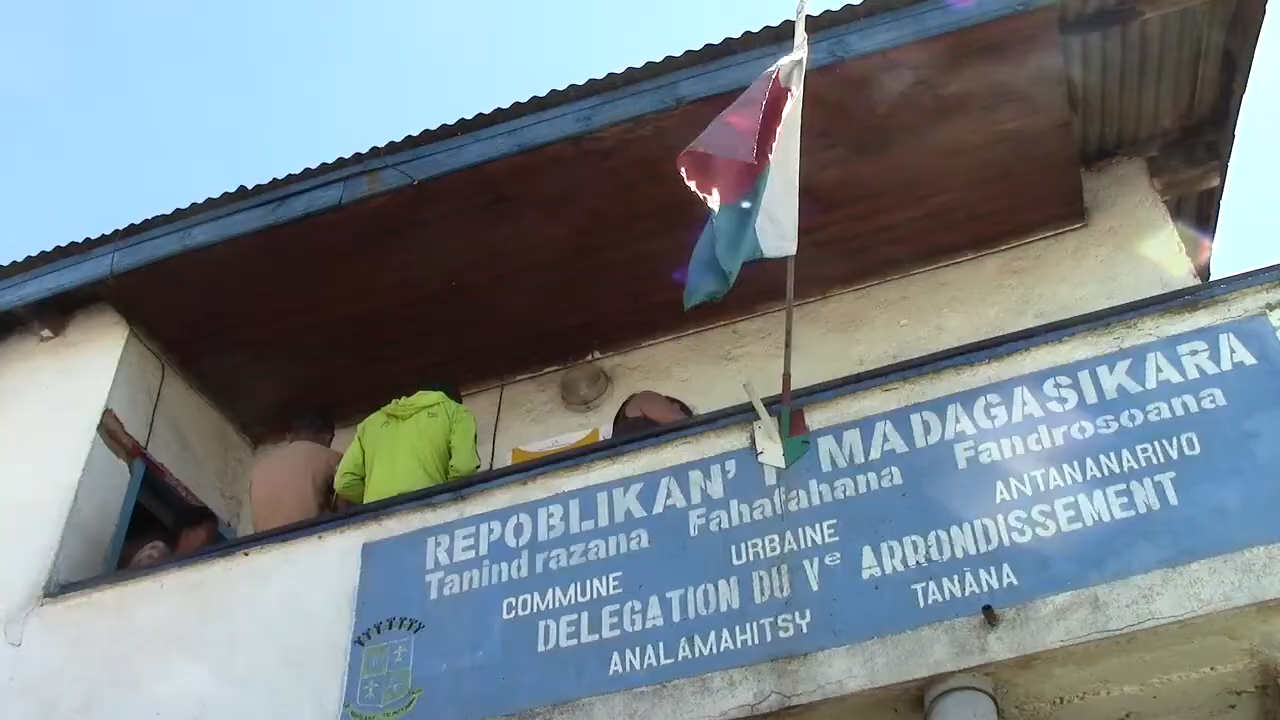 REPOBLIKAN' I MADAGASIKARA
Tanindrazana Fahafahana Fandrosoana
COMMUNE URBAINE ANTANANARIVO
DELEGATION DU Ve ARRONDISSEMENT
ANALAMAHITSY TANÀNA